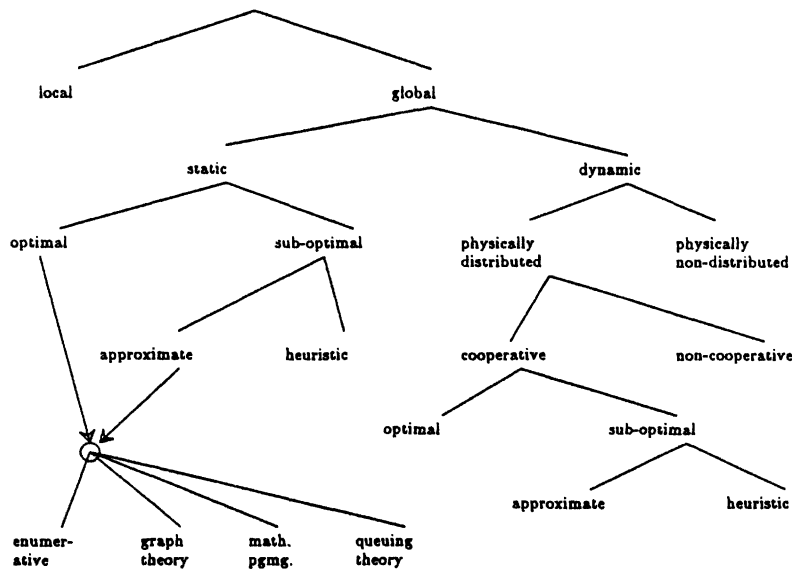 local
global
static
dynamic
optimal
sub-optimal
physically
distributed
physically
non-distributed
approximate
heuristic
cooperative
non-cooperative
optimal
sub-optimal
approximate
heuristic
enumer-
ative
graph
theory
math.
pgmg.
queuing
theory